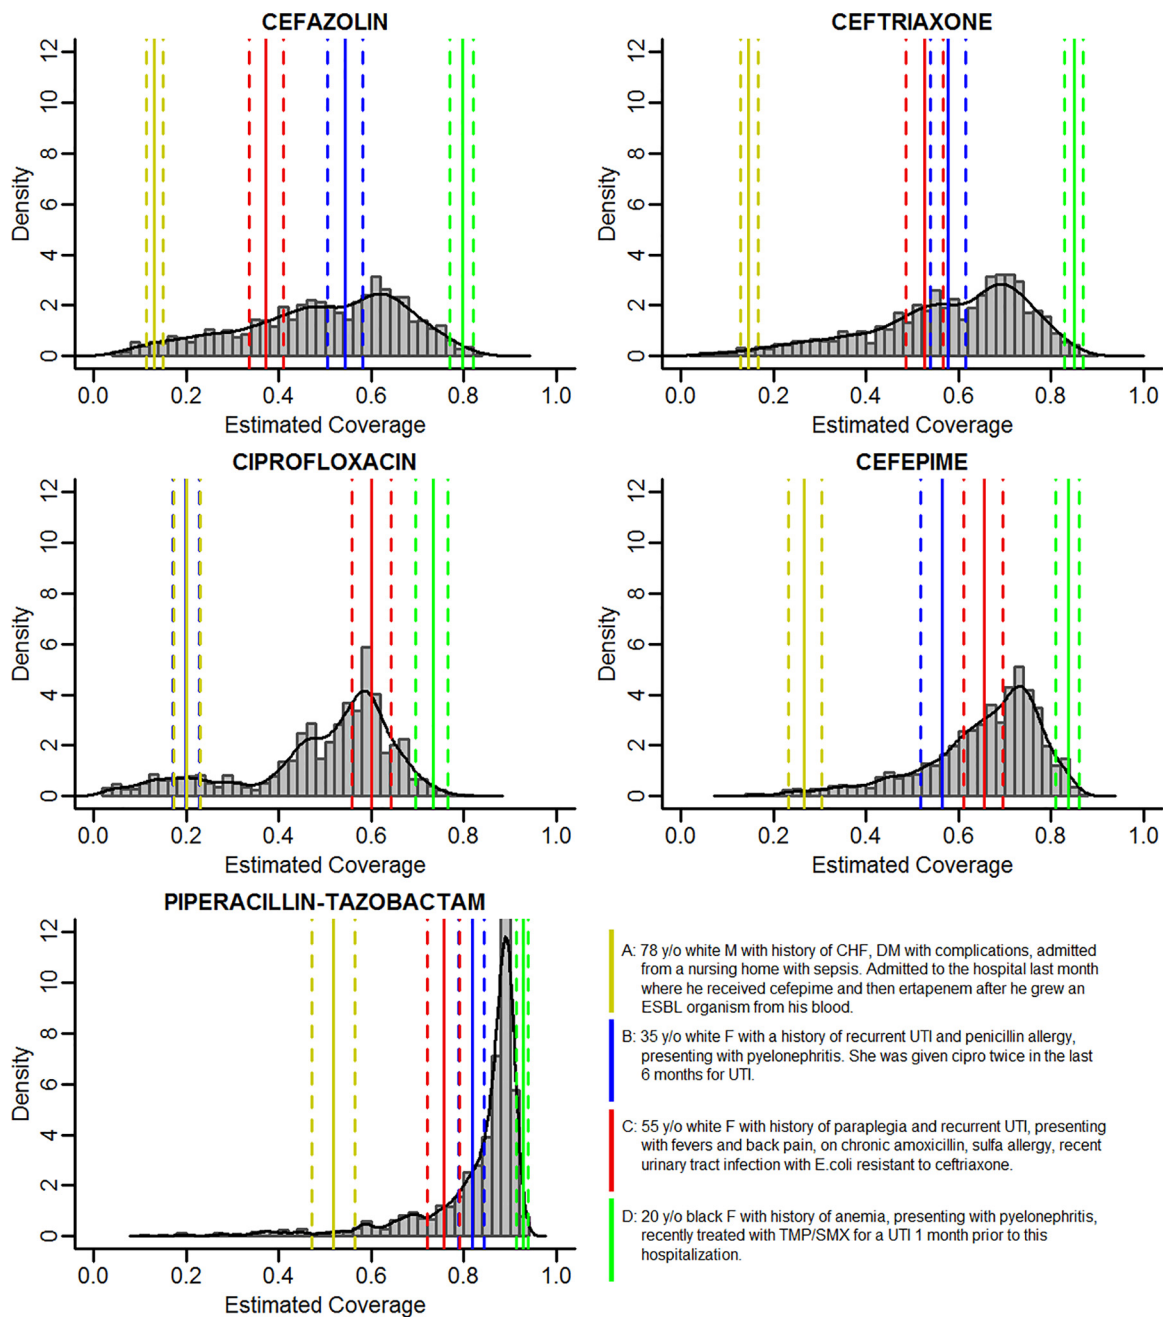 CEFAZOLIN
12
10
8
6
4
2
0
Density
0.0 0.2 0.4 0.6 0.8 1.0
Estimated Coverage
CEFTRIAXONE
12
10
8
6
4
2
0
Density
0.0 0.2 0.4 0.6 0.8 1.0
Estimated Coverage
CIPROFLOXACIN
12
10
8
6
4
2
0
Density
0.0 0.2 0.4 0.6 0.8 1.0
Estimated Coverage
CEFEPIME
12
10
8
6
4
2
0
Density
0.0 0.2 0.4 0.6 0.8 1.0
Estimated Coverage
PIPERACILLIN-TAZOBACTAM
12
10
8
6
4
2
0
Density
0.0 0.2 0.4 0.6 0.8 1.0
Estimated Coverage
A: 78 y/o white M with history of CHF, DM with complications, admitted
from a nursing home with sepsis. Admitted to the hospital last month
where he received cefepime and then ertapenem after he grew an
ESBL organism from his blood.
B: 35 y/o white F with a history of recurrent UTI and penicillin allergy,
presenting with pyelonephritis. She was given cipro twice in the last
6 months for UTI.
C: 55 y/o white F with history of paraplegia and recurrent UTI, presenting
with fevers and back pain, on chronic amoxicillin, sulfa allergy, recent
urinary tract infection with E.coli resistant to ceftriaxone.
D: 20 y/o black F with history of anemia, presenting with pyelonephritis,
recently treated with TMP/SMX for a UTI 1 month prior to this
hospitalization.